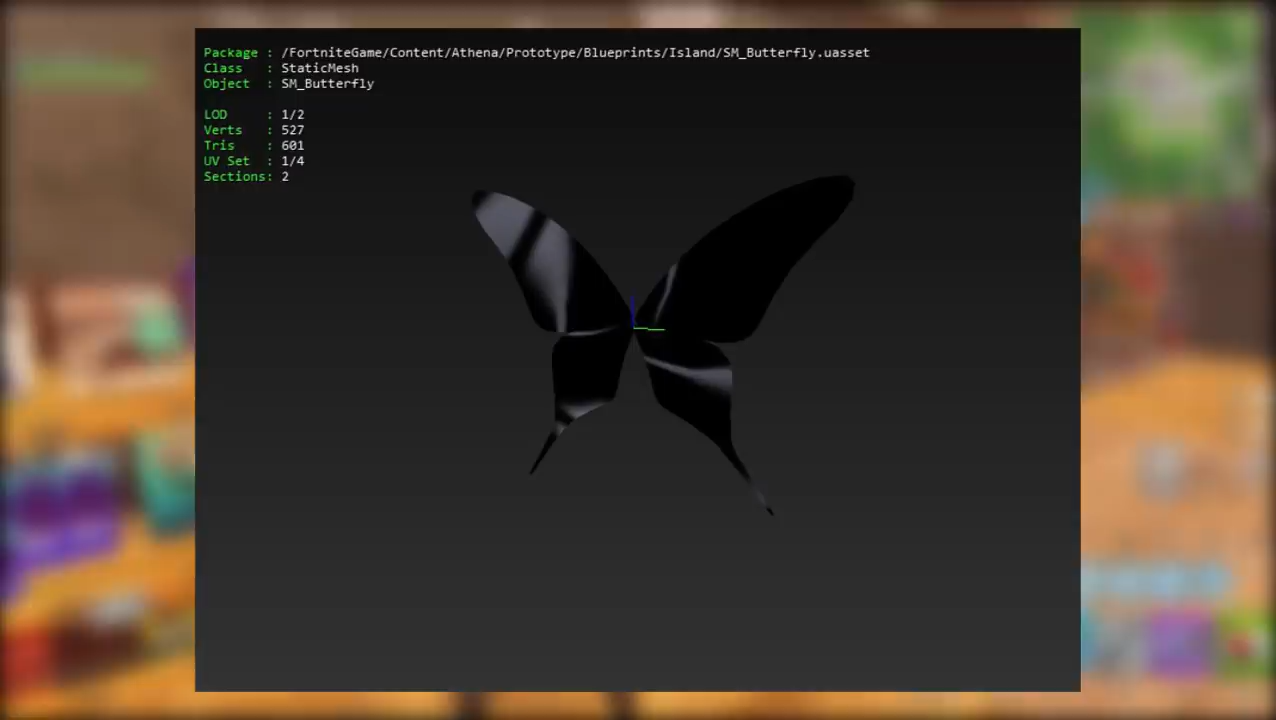 Package : /FortniteGame/Content/Athena/Prototype/Blueprints/Island/SM_Butterfly.uasset
Class : StaticMesh
Object : SM_Butterfly
LOD : 1/2
Verts : 527
Tris : 601
UV Set : 1/4
Sections: 2